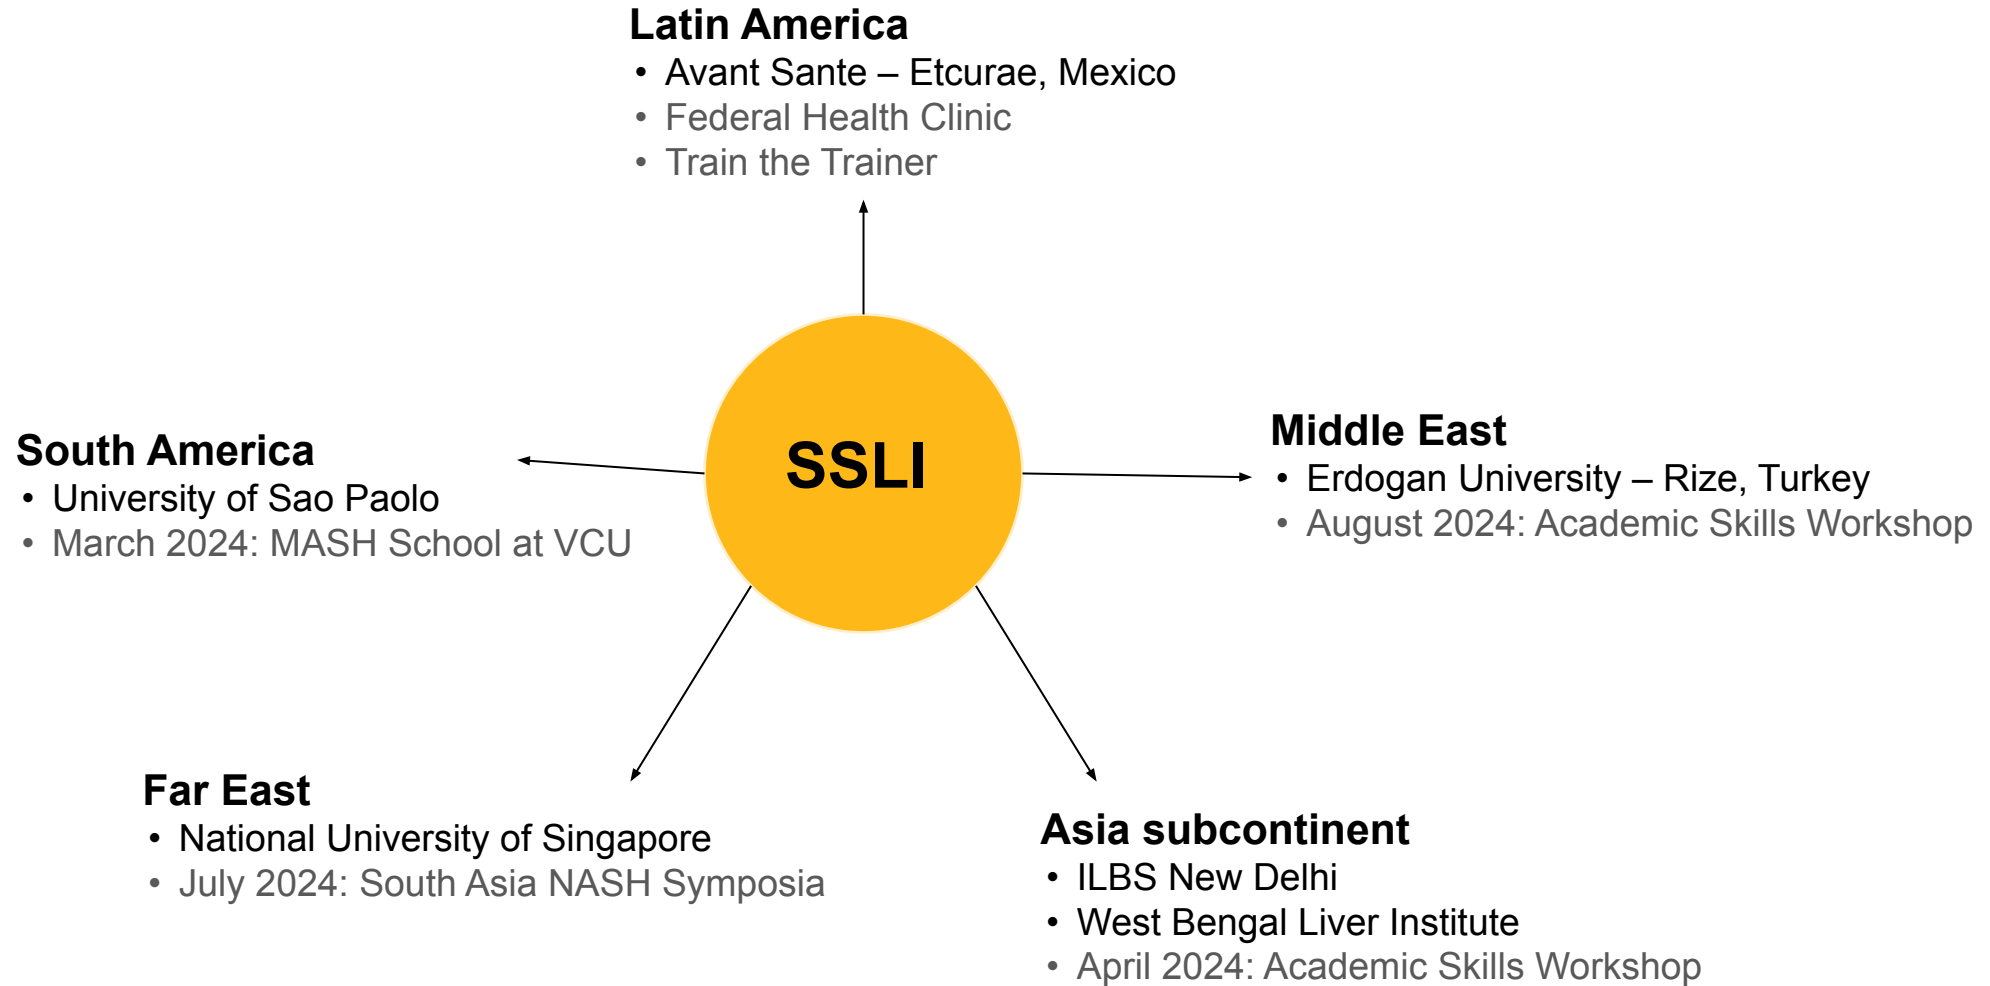 Latin America
• Avant Sante – Etcurae, Mexico
• Federal Health Clinic
• Train the Trainer
SSLI
South America
• University of Sao Paolo
• March 2024: MASH School at VCU
Middle East
• Erdogan University – Rize, Turkey
• August 2024: Academic Skills Workshop
Far East
• National University of Singapore
• July 2024: South Asia NASH Symposia
Asia subcontinent
• ILBS New Delhi
• West Bengal Liver Institute
• April 2024: Academic Skills Workshop